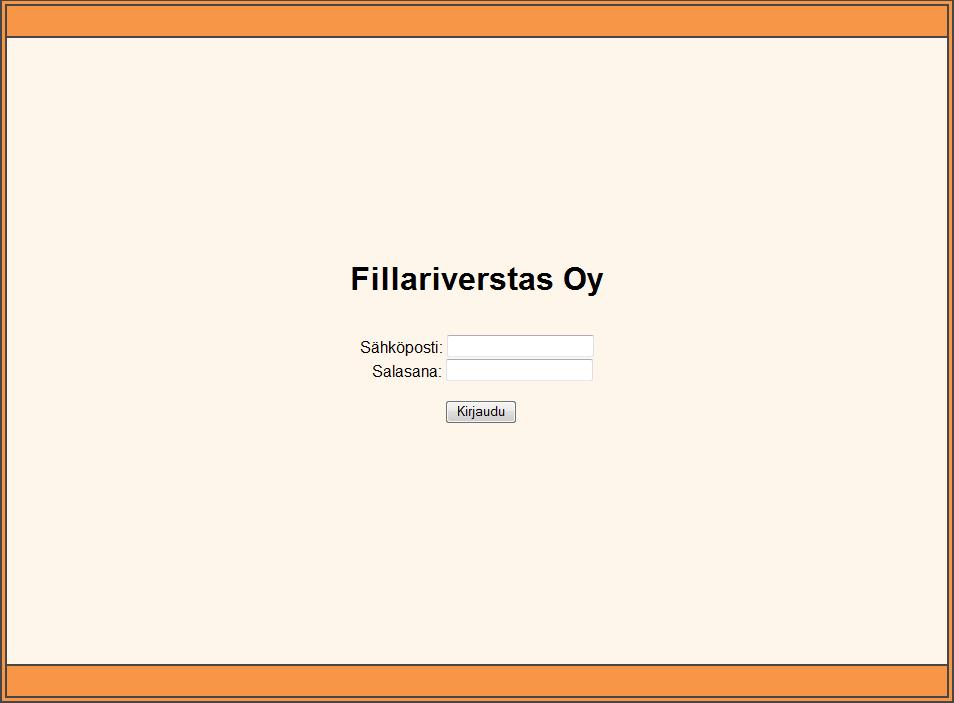 Fillariverstas Oy
Sähköposti:
Salasana:
Kirjaudu